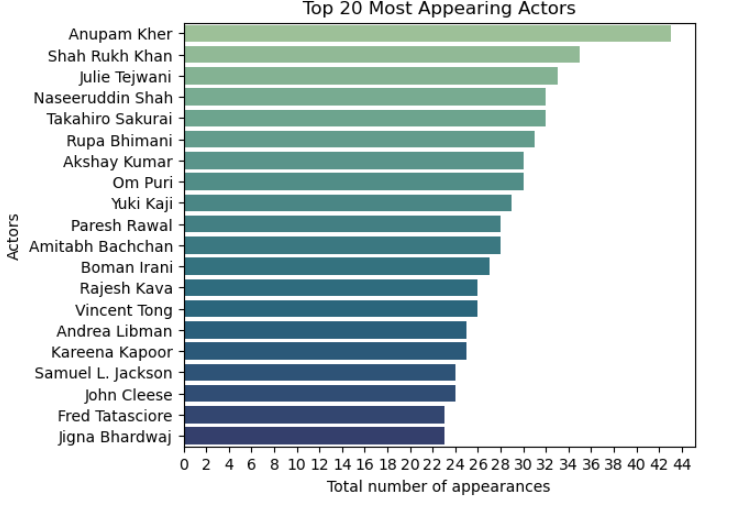 Top 20 Most Appearing Actors
Actors
Anupam Kher
Shah Rukh Khan
Julie Tejwani
Naseeruddin Shah
Takahiro Sakurai
Rupa Bhimani
Akshay Kumar
Om Puri
Yuki Kaji
Paresh Rawal
Amitabh Bachchan
Boman Irani
Rajesh Kava
Vincent Tong
Andrea Libman
Kareena Kapoor
Samuel L. Jackson
John Cleese
Fred Tatasciore
Jigna Bhardwaj
0 2 4 6 8 10 12 14 16 18 20 22 24 26 28 30 32 34 36 38 40 42 44
Total number of appearances